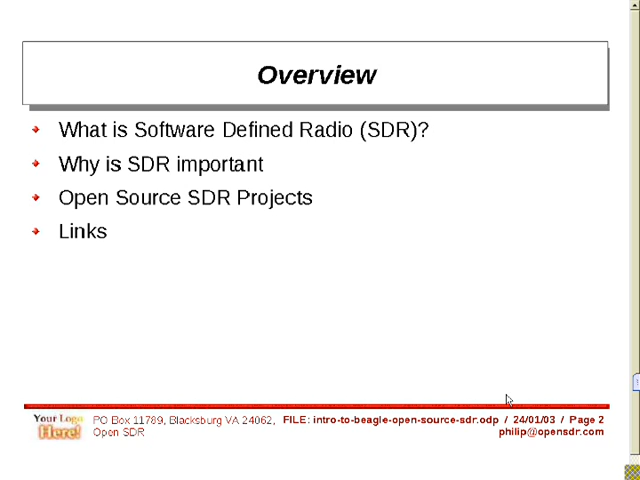 Overview
What is Software Defined Radio (SDR)?
Why is SDR important
Open Source SDR Projects
Links
Your Logo
Here!
PO Box 11789, Blacksburg VA 24062, FILE: intro-to-beagle-open-source-sdr.odp / 24/01/03 / Page 2
Open SDR philip@opensdr.com